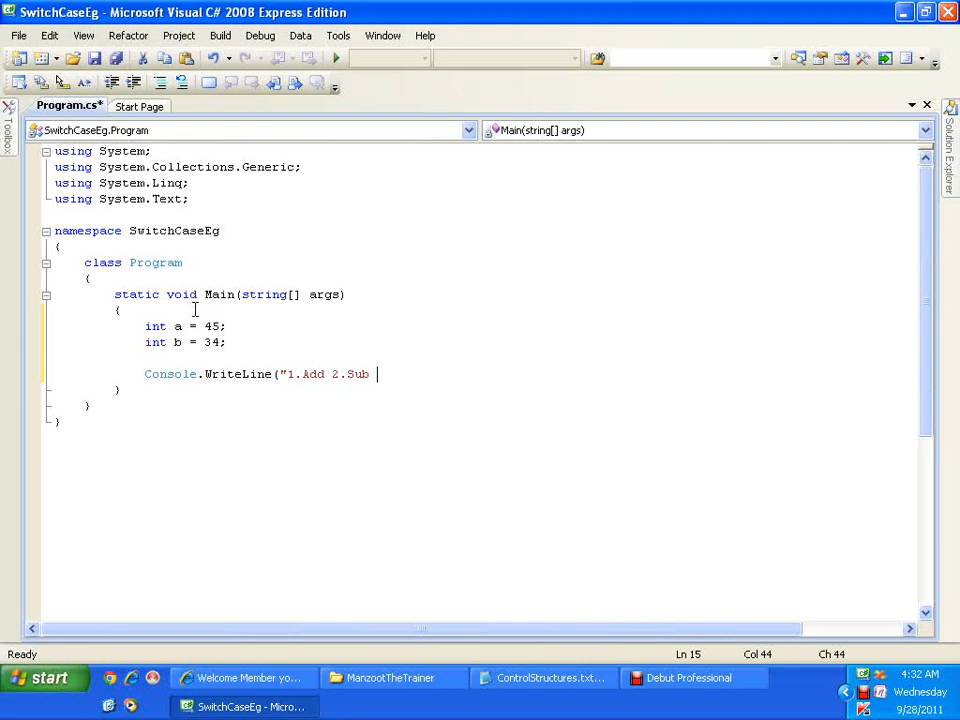 SwitchCaseEg - Microsoft Visual C# 2008 Express Edition
File Edit View Refactor Project Build Debug Data Tools Window Help
Program.cs* Start Page
Toolbox
Solution Explorer
SwitchCaseEg.Program Main(string[] args)
using System;
using System.Collections.Generic;
using System.Linq;
using System.Text;
namespace SwitchCaseEg
{
class Program
{
static void Main(string[] args)
{
int a = 45;
int b = 34;
Console.WriteLine("1.Add 2.Sub
}
}
}
Ready Ln 15 Col 44 Ch 44
start Welcome Member yo... ManzootTheTrainer ControlStructures.txt... Debut Professional 4:32 AM
Wednesday
SwitchCaseEg - Micro... 9/28/2011